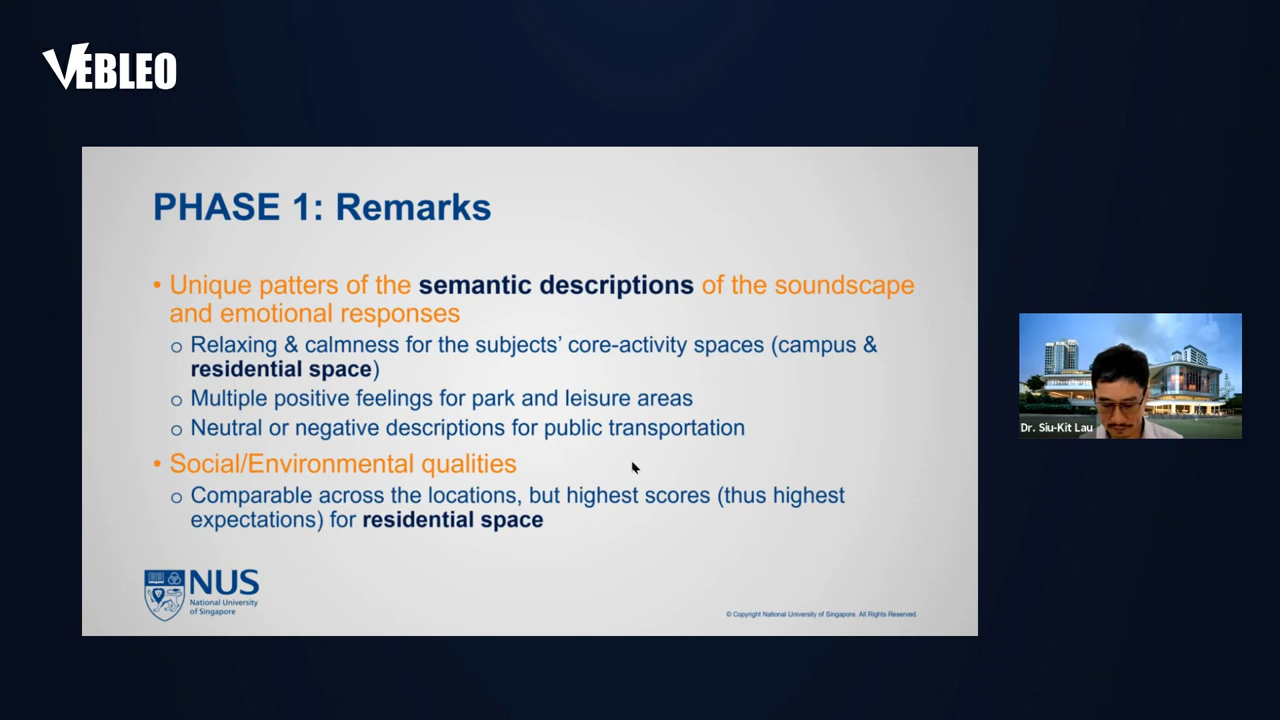 VEBLEO
PHASE 1: Remarks
• Unique patters of the semantic descriptions of the soundscape
and emotional responses
o Relaxing & calmness for the subjects’ core-activity spaces (campus &
residential space)
o Multiple positive feelings for park and leisure areas
o Neutral or negative descriptions for public transportation
• Social/Environmental qualities
o Comparable across the locations, but highest scores (thus highest
expectations) for residential space
NUS
National University
of Singapore
© Copyright National University of Singapore. All Rights Reserved.
Dr. Siu-Kit Lau